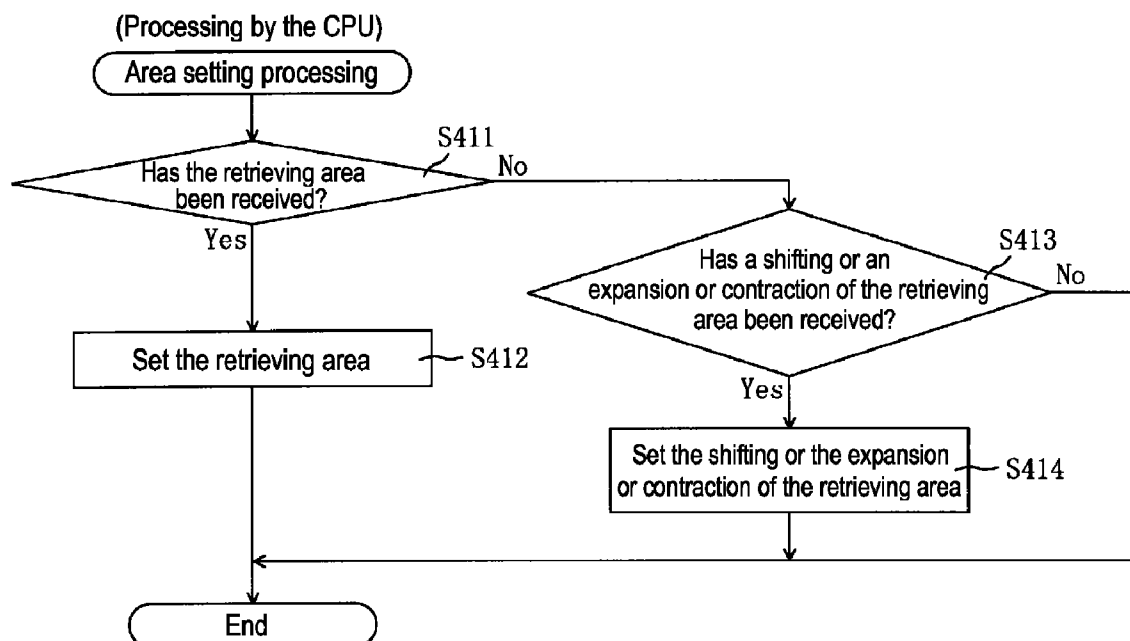 (Processing by the CPU)
Area setting processing
S411
Has the retrieving area
been received?
No
Yes
S413
Has a shifting or an
expansion or contraction of the retrieving
area been received?
No
Set the retrieving area
S412
Yes
Set the shifting or the expansion
or contraction of the retrieving area
S414
End